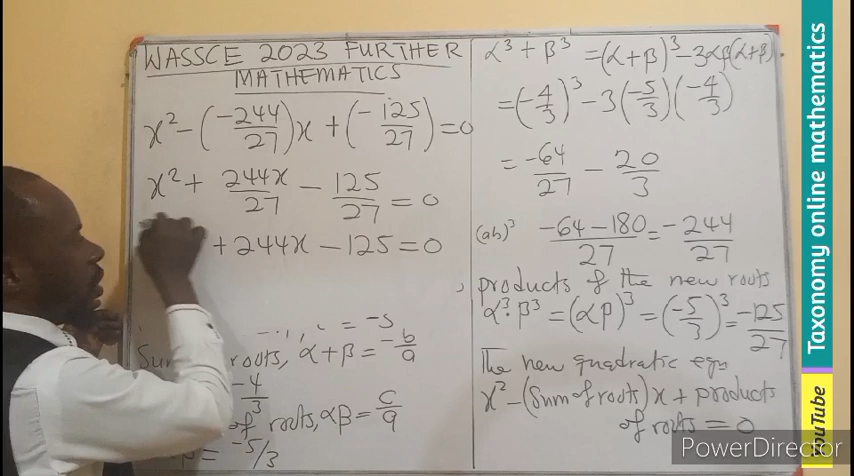 WASSCE 2023 FURTHER
MATHEMATICS
x² - (-244/27)x + (-125/27) = 0
x² + 244x/27 - 125/27 = 0
+ 244x - 125 = 0
= -5
roots, α+β = -b/a
-4/3
of roots, αβ = c/a
= -5/3
α³ + β³ = (α+β)³ - 3αβ(α+β)
= (-4/3)³ - 3(-5/3)(-4/3)
= -64/27 - 20/3
(ab)³ -64-180/27 = -244/27
products of the new roots
α³·β³ = (αβ)³ = (-5/3)³ = -125/27
The new quadratic eqn
x² - (Sum of roots)x + products
of roots = 0
PowerDirector
Taxonomy online mathematics
YouTube